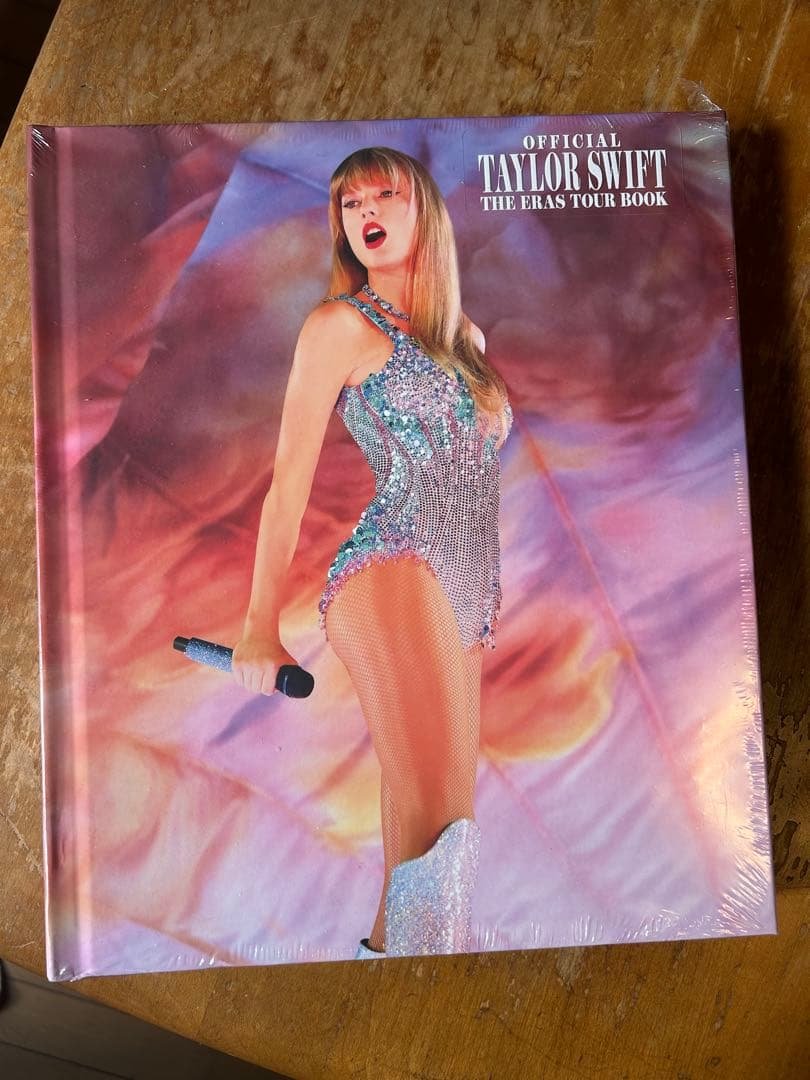 OFFICIAL
TAYLOR SWIFT
THE ERAS TOUR BOOK